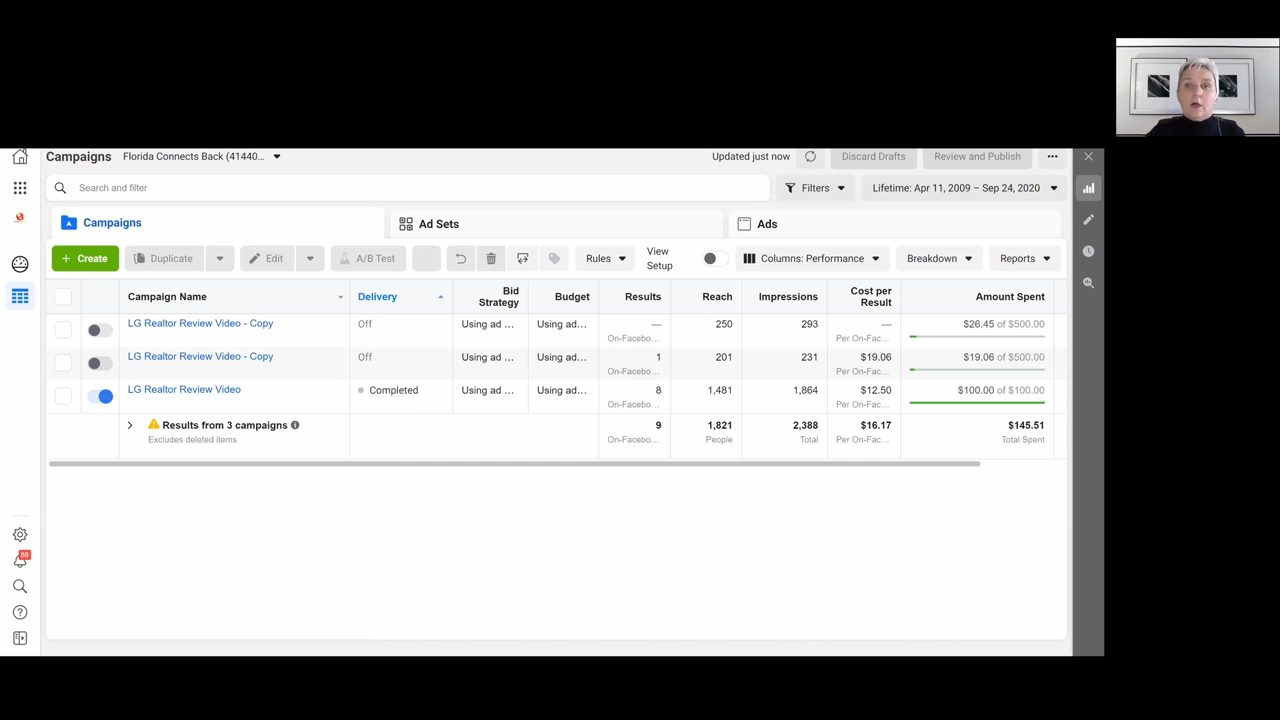 Campaigns Florida Connects Back (41440... Updated just now Discard Drafts Review and Publish
Search and filter Filters Lifetime: Apr 11, 2009 – Sep 24, 2020
Campaigns Ad Sets Ads
+ Create Duplicate Edit A/B Test Rules View Setup Columns: Performance Breakdown Reports
Campaign Name Delivery Bid Strategy Budget Results Reach Impressions Cost per Result Amount Spent
LG Realtor Review Video - Copy Off Using ad ... Using ad... — 250 293 — $26.45 of $500.00
On-Facebo... Per On-Fac...
LG Realtor Review Video - Copy Off Using ad ... Using ad... 1 201 231 $19.06 $19.06 of $500.00
On-Facebo... Per On-Fac...
LG Realtor Review Video Completed Using ad ... Using ad... 8 1,481 1,864 $12.50 $100.00 of $100.00
On-Facebo... Per On-Fac...
Results from 3 campaigns 9 1,821 2,388 $16.17 $145.51
Excludes deleted items On-Facebo... People Total Per On-Fac... Total Spent
88